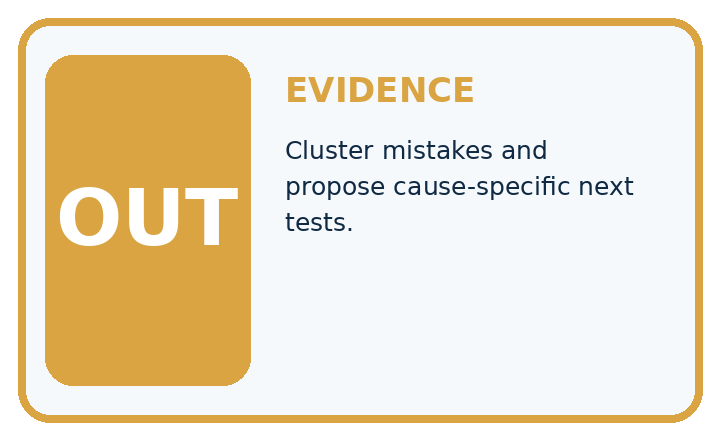 OUT
EVIDENCE
Cluster mistakes and
propose cause-specific next
tests.